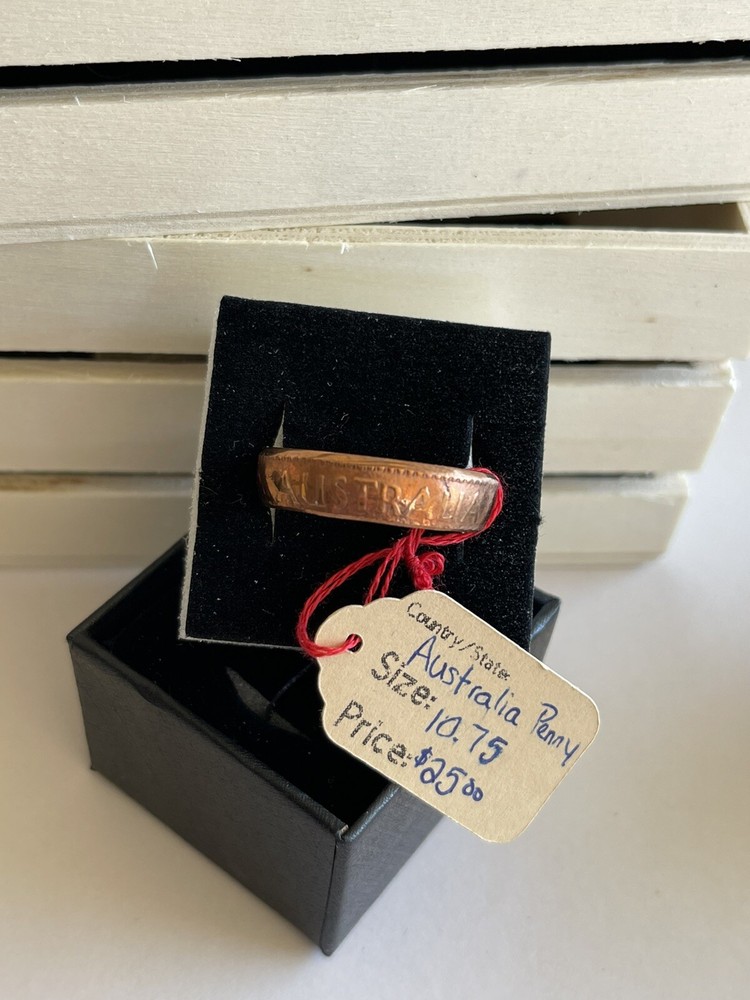 AUSTRALIA
Country/State:
Australia Penny
Size:
10.75
Price: $25.00